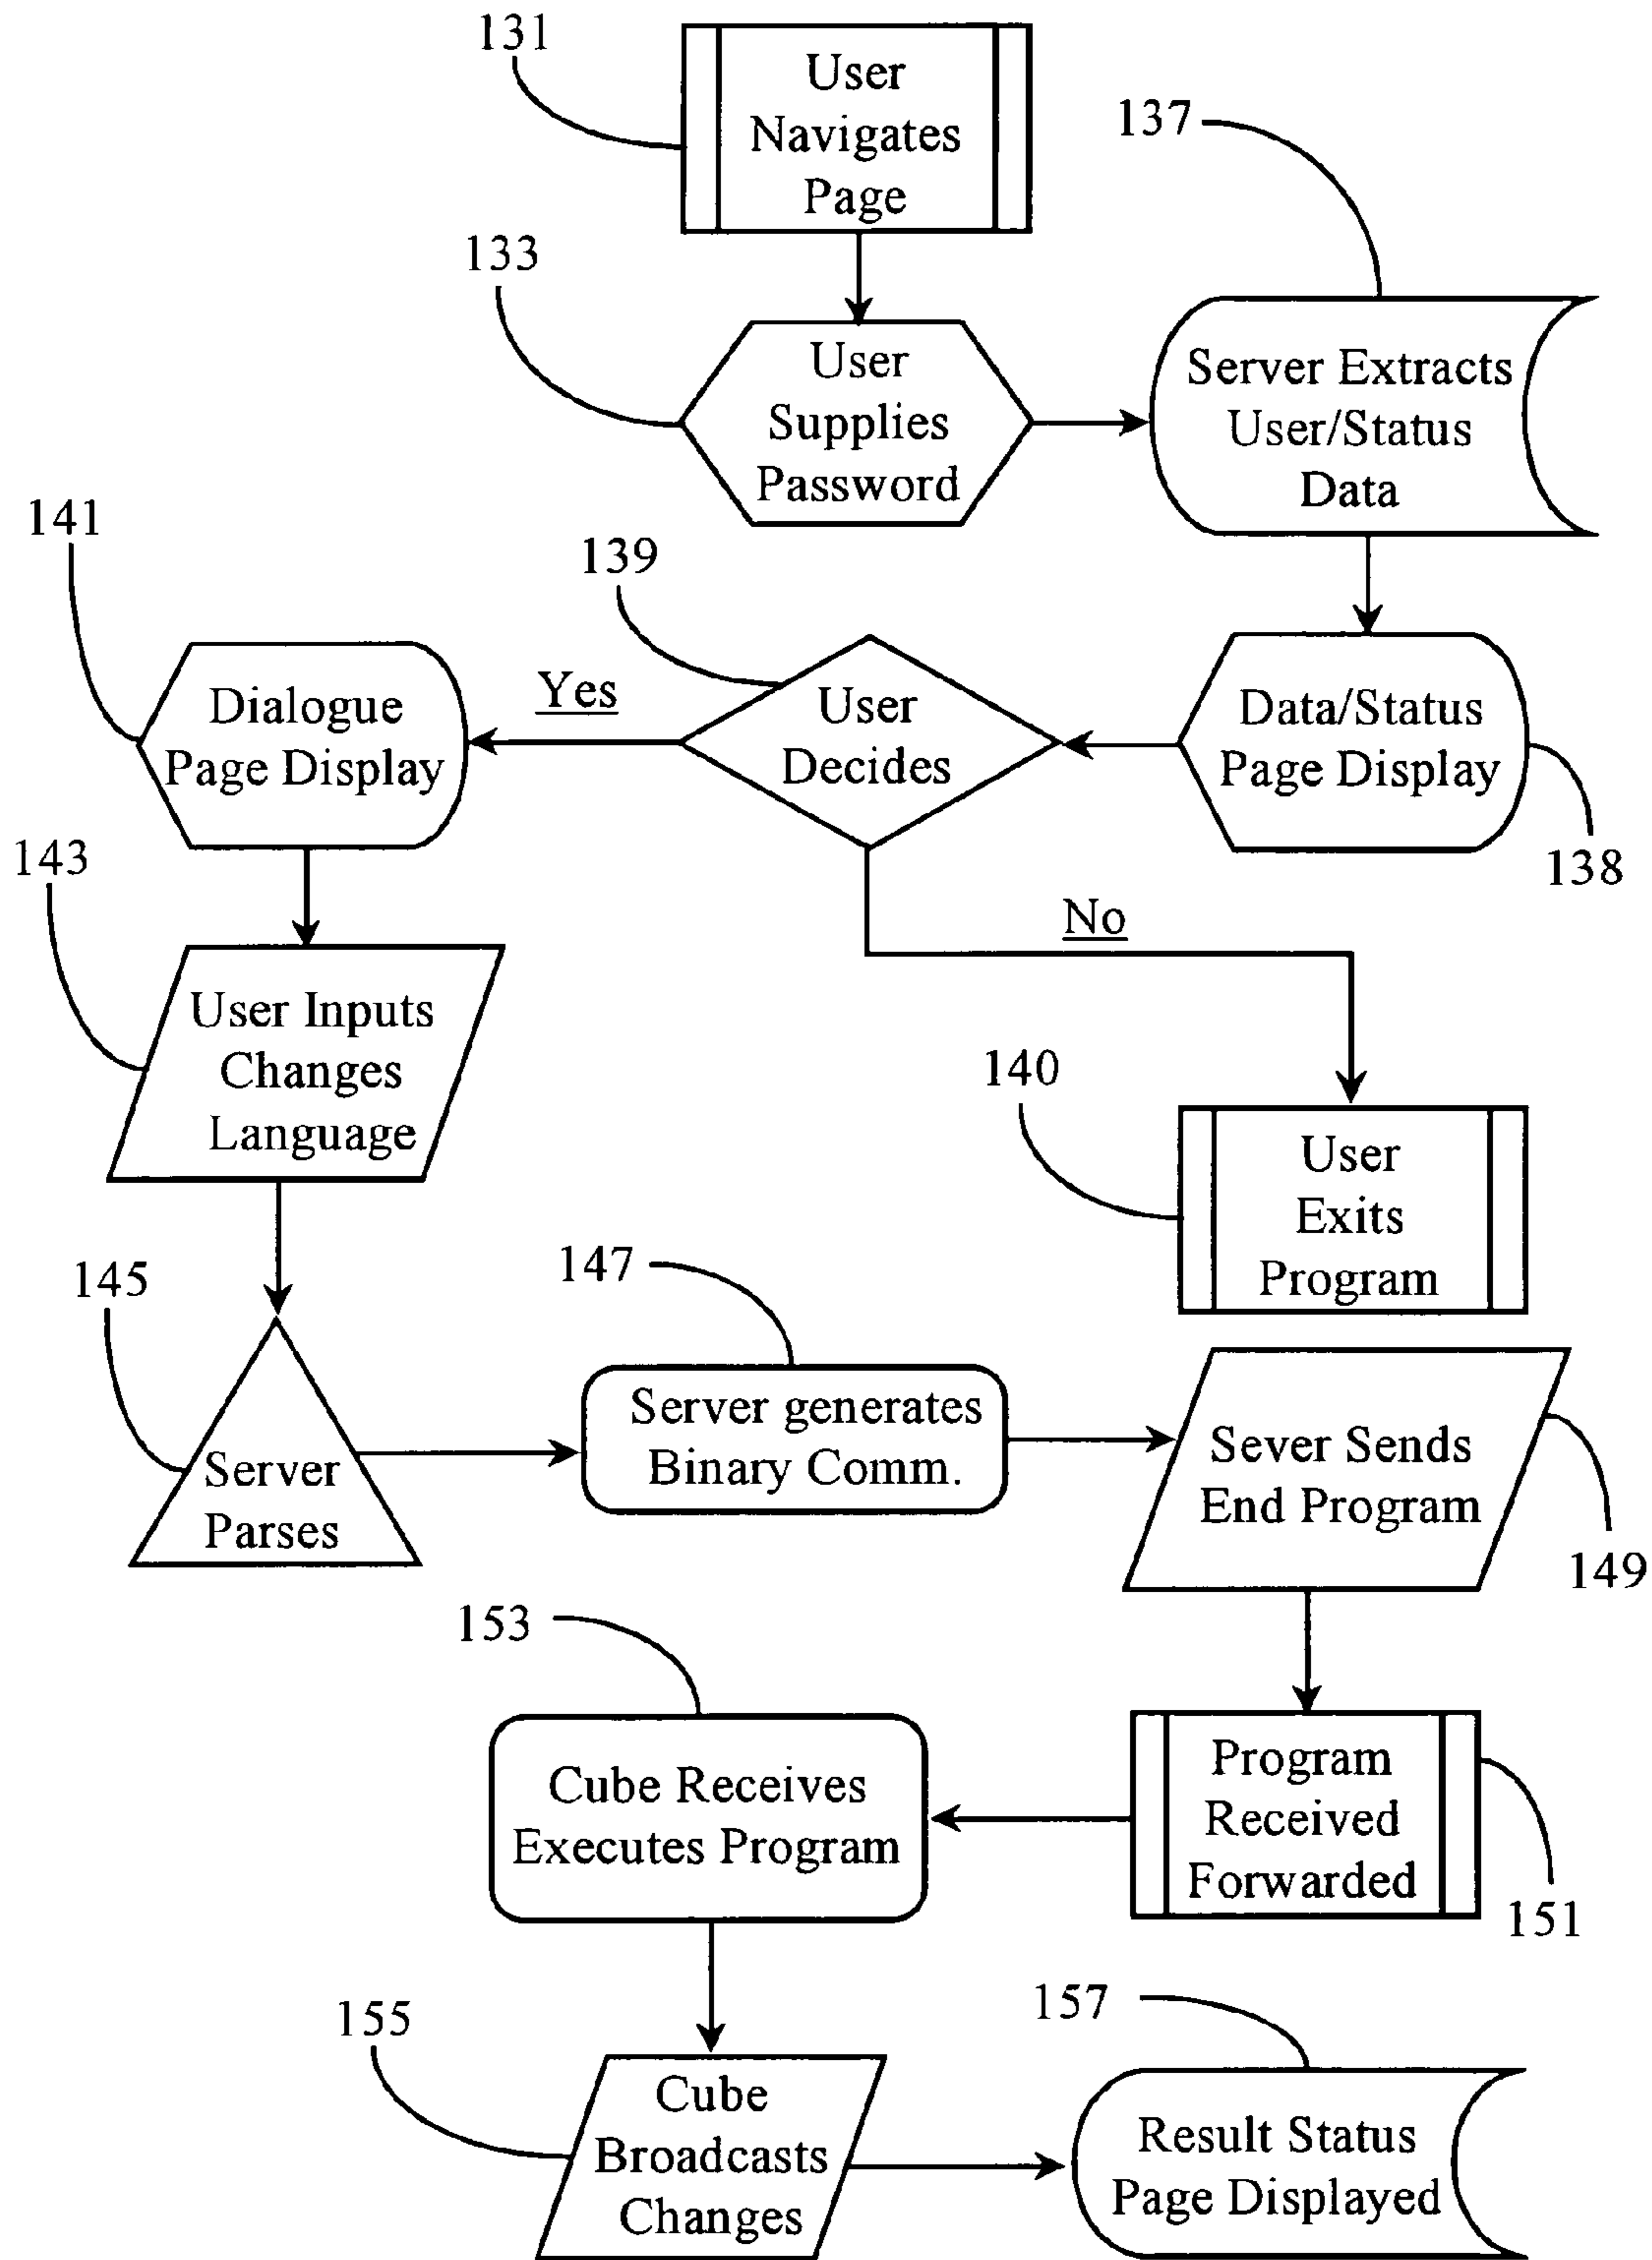 131
User
Navigates
Page
137
133
User
Supplies
Password
Server Extracts
User/Status
Data
141
139
Dialogue
Page Display
Yes
User
Decides
Data/Status
Page Display
138
143
No
User Inputs
Changes
Language
140
User
Exits
Program
145
147
Server
Parses
Server generates
Binary Comm.
Sever Sends
End Program
149
153
Cube Receives
Executes Program
Program
Received
Forwarded
151
155
157
Cube
Broadcasts
Changes
Result Status
Page Displayed